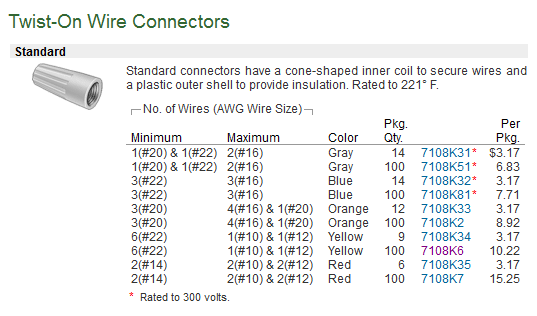 Twist-On Wire Connectors
Standard
Standard connectors have a cone-shaped inner coil to secure wires and
a plastic outer shell to provide insulation. Rated to 221° F.
No. of Wires (AWG Wire Size)
Pkg. Per
Minimum Maximum Color Qty. Pkg.
1(#20) & 1(#22) 2(#16) Gray 14 7108K31* $3.17
1(#20) & 1(#22) 2(#16) Gray 100 7108K51* 6.83
3(#22) 3(#16) Blue 14 7108K32* 3.17
3(#22) 3(#16) Blue 100 7108K81* 7.71
3(#20) 4(#16) & 1(#20) Orange 12 7108K33 3.17
3(#20) 4(#16) & 1(#20) Orange 100 7108K2 8.92
6(#22) 1(#10) & 1(#12) Yellow 9 7108K34 3.17
6(#22) 1(#10) & 1(#12) Yellow 100 7108K6 10.22
2(#14) 2(#10) & 2(#12) Red 6 7108K35 3.17
2(#14) 2(#10) & 2(#12) Red 100 7108K7 15.25
* Rated to 300 volts.